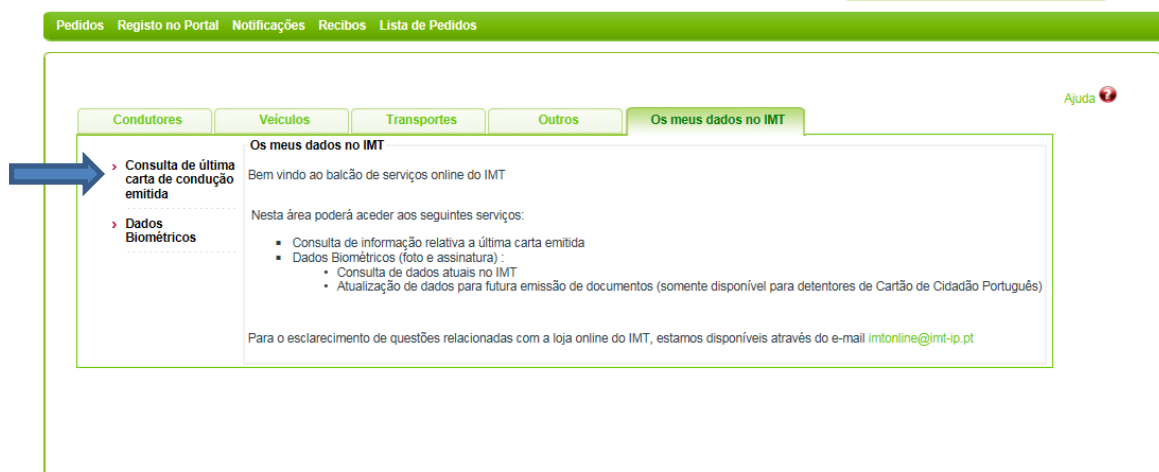 Pedidos Registo no Portal Notificações Recibos Lista de Pedidos
Ajuda
Condutores Veículos Transportes Outros Os meus dados no IMT
Consulta de última
carta de condução
emitida
Dados
Biométricos
Os meus dados no IMT
Bem vindo ao balcão de serviços online do IMT
Nesta área poderá aceder aos seguintes serviços:
Consulta de informação relativa a última carta emitida
Dados Biométricos (foto e assinatura) :
Consulta de dados atuais no IMT
Atualização de dados para futura emissão de documentos (somente disponível para detentores de Cartão de Cidadão Português)
Para o esclarecimento de questões relacionadas com a loja online do IMT, estamos disponíveis através do e-mail imtonline@imt-ip.pt